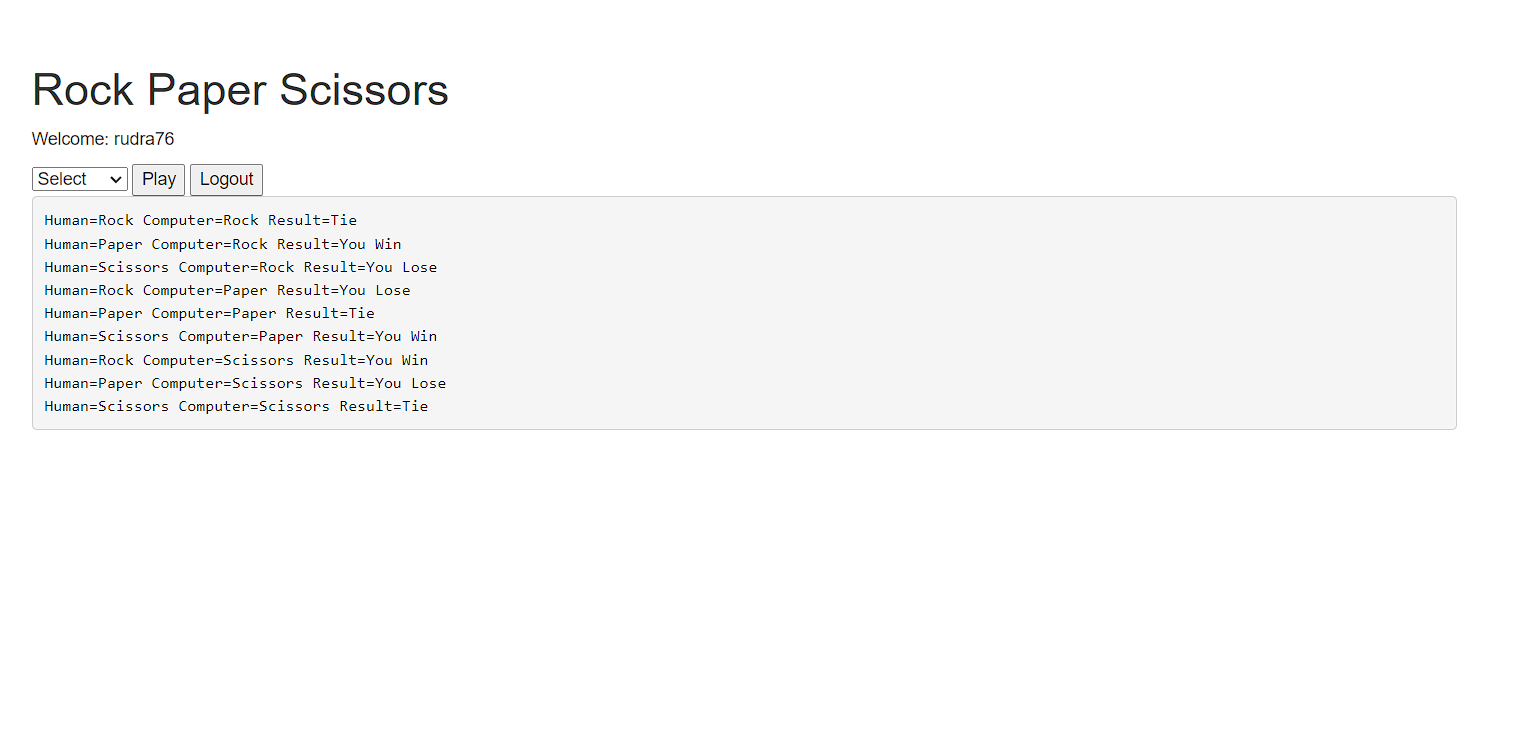 Rock Paper Scissors
Welcome: rudra76
Select Play Logout
Human=Rock Computer=Rock Result=Tie
Human=Paper Computer=Rock Result=You Win
Human=Scissors Computer=Rock Result=You Lose
Human=Rock Computer=Paper Result=You Lose
Human=Paper Computer=Paper Result=Tie
Human=Scissors Computer=Paper Result=You Win
Human=Rock Computer=Scissors Result=You Win
Human=Paper Computer=Scissors Result=You Lose
Human=Scissors Computer=Scissors Result=Tie